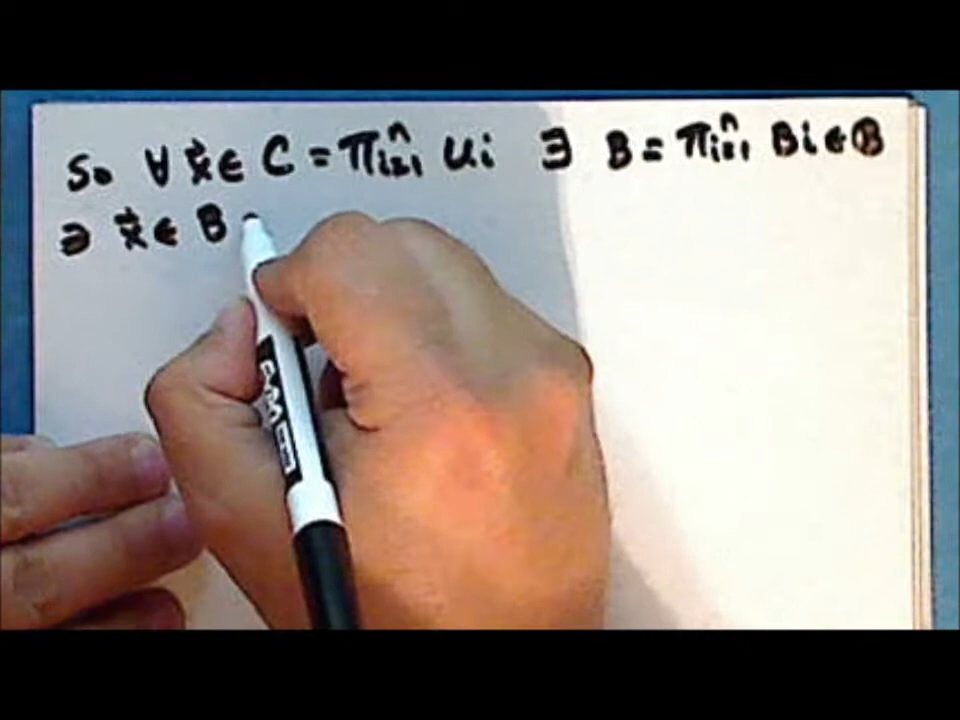 So ∀ x⃗ ∈ C = π_{i=1}^n Ui ∃ B = π_{i=1}^n Bi ∈ 𝔹
∋ x⃗ ∈ B